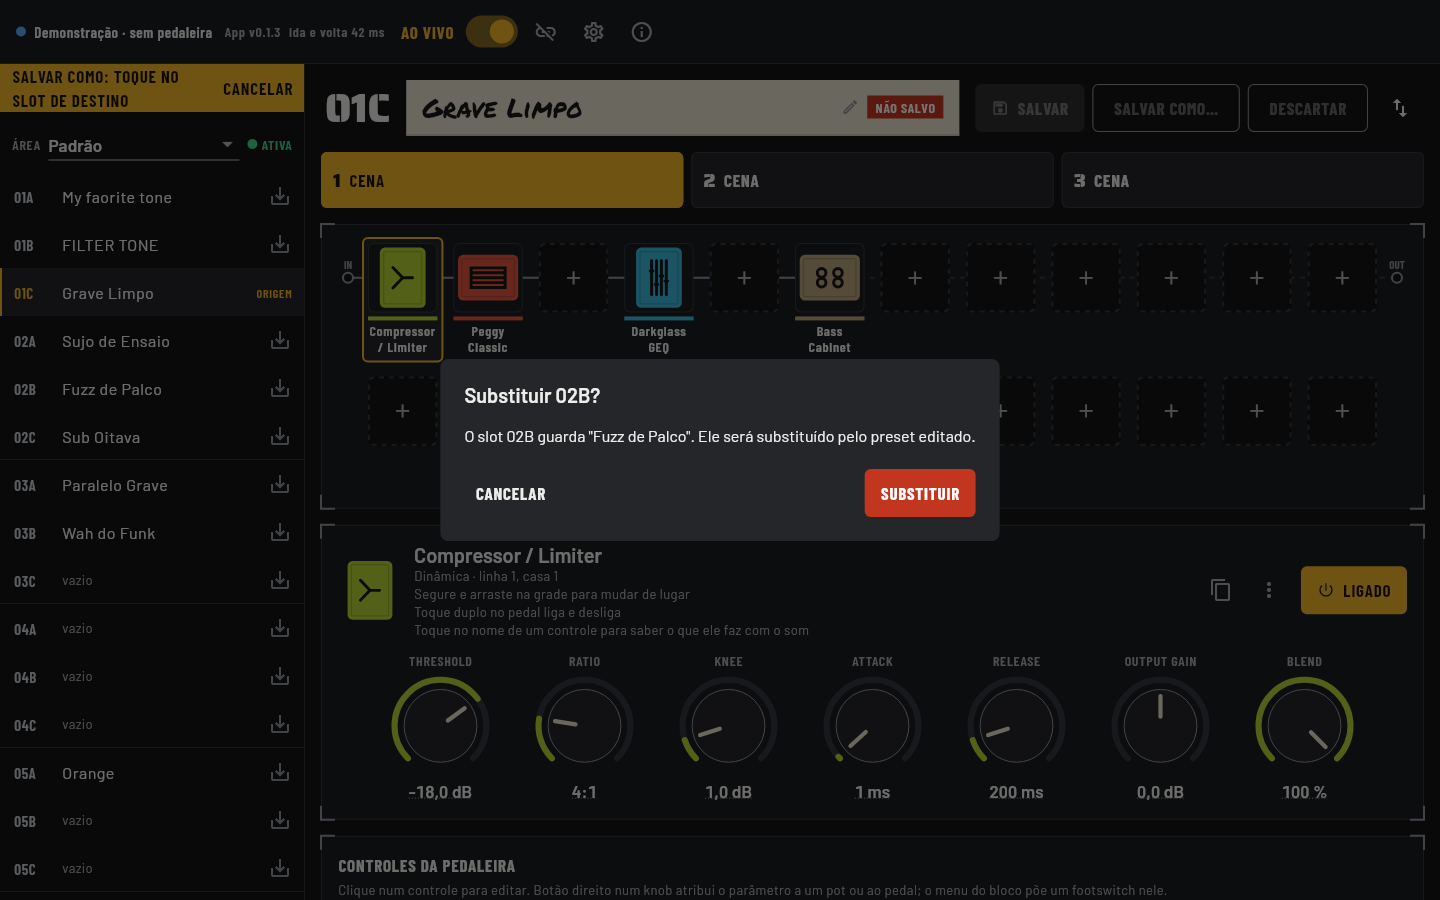 Demonstração · sem pedaleira App v0.1.3 Ida e volta 42 ms AO VIVO
SALVAR COMO: TOQUE NO
SLOT DE DESTINO
CANCELAR
ÁREA Padrão ATIVA
01A My faorite tone
01B FILTER TONE
01C Grave Limpo ORIGEM
02A Sujo de Ensaio
02B Fuzz de Palco
02C Sub Oitava
03A Paralelo Grave
03B Wah do Funk
03C vazio
04A vazio
04B vazio
04C vazio
05A Orange
05B vazio
05C vazio
01C Grave Limpo NÃO SALVO SALVAR SALVAR COMO... DESCARTAR
1 CENA
2 CENA
3 CENA
IN
88
OUT
Compressor
/ Limiter
Peggy
Classic
Darkglass
GEQ
Bass
Cabinet
Substituir 02B?
O slot 02B guarda "Fuzz de Palco". Ele será substituído pelo preset editado.
CANCELAR
SUBSTITUIR
Compressor / Limiter
Dinâmica · linha 1, casa 1
Segure e arraste na grade para mudar de lugar
Toque duplo no pedal liga e desliga
Toque no nome de um controle para saber o que ele faz com o som
LIGADO
THRESHOLD RATIO KNEE ATTACK RELEASE OUTPUT GAIN BLEND
-18,0 dB 4:1 1,0 dB 1 ms 200 ms 0,0 dB 100 %
CONTROLES DA PEDALEIRA
Clique num controle para editar. Botão direito num knob atribui o parâmetro a um pot ou ao pedal; o menu do bloco põe um footswitch nele.